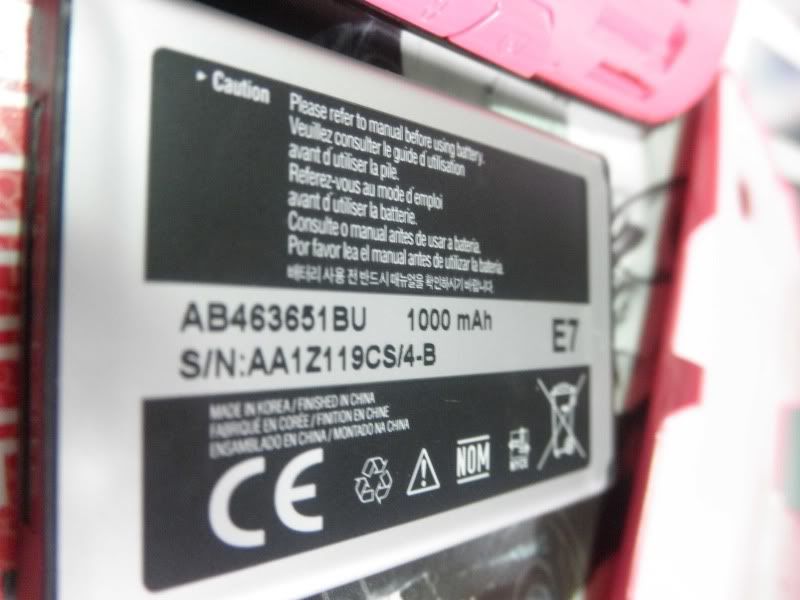 Caution
Please refer to manual before using battery.
Veuillez consulter le guide d'utilisation
avant d'utiliser la pile.
Referez-vous au mode d'emploi
avant d'utiliser la batterie.
Consulte o manual antes de usar a bateria.
Por favor lea el manual antes de utilizar la bateria.
배터리 사용 전 반드시 매뉴얼을 확인하시기 바랍니다.
AB463651BU 1000 mAh
E7
S/N:AA1Z119CS/4-B
MADE IN KOREA / FINISHED IN CHINA
FABRIQUÉ EN CORÉE / FINITION EN CHINE
ENSAMBLADO EN CHINA / MONTADO NA CHINA
CE
NOM